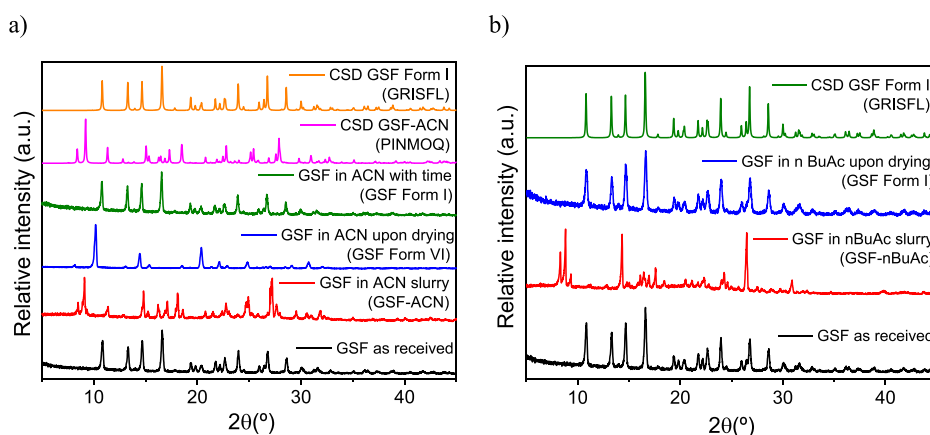 a)
Relative intensity (a.u.)
CSD GSF Form I
(GRISFL)
CSD GSF-ACN
(PINMOQ)
GSF in ACN with time
(GSF Form I)
GSF in ACN upon drying
(GSF Form VI)
GSF in ACN slurry
(GSF-ACN)
GSF as received
10 20 30 40
2θ(º)
b)
Relative intensity (a.u.)
CSD GSF Form I
(GRISFL)
GSF in n BuAc upon drying
(GSF Form I)
GSF in nBuAc slurry
(GSF-nBuAc)
GSF as received
10 20 30 40
2θ(º)